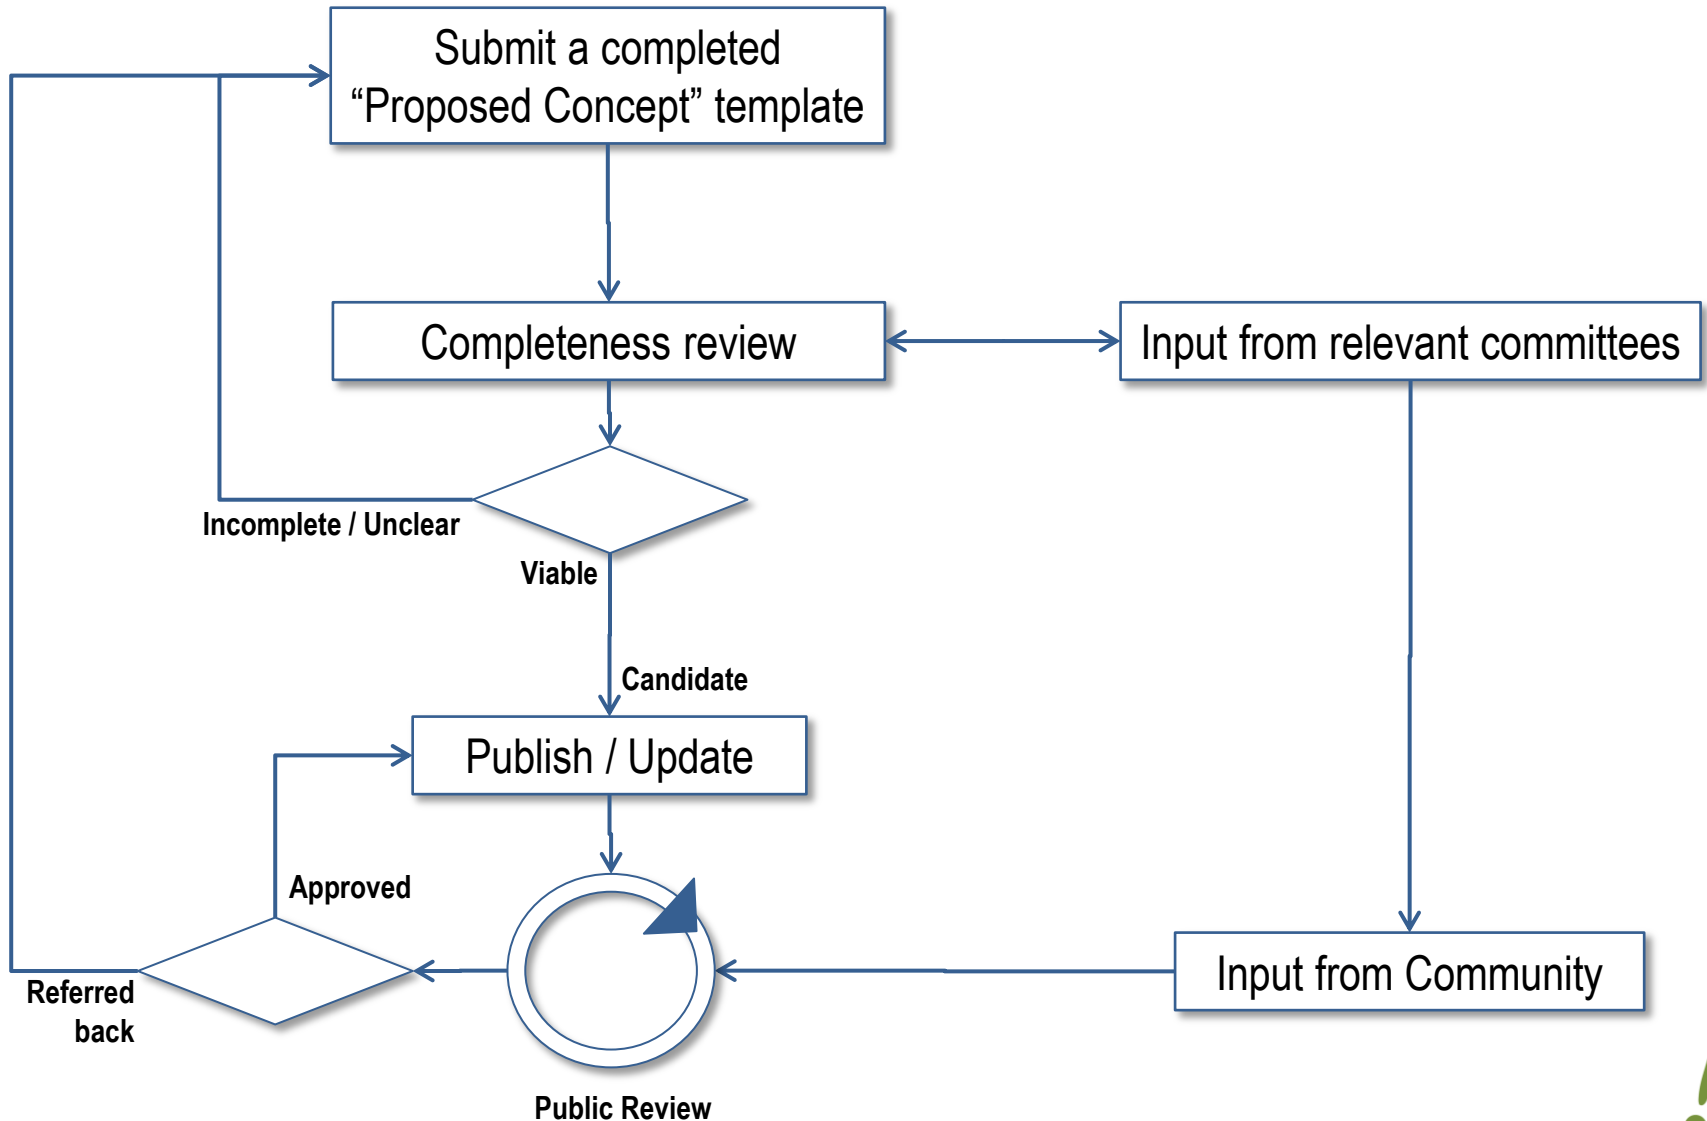 Submit a completed
“Proposed Concept” template
Completeness review
Input from relevant committees
Incomplete / Unclear
Viable
Candidate
Publish / Update
Approved
Input from Community
Referred
back
Public Review